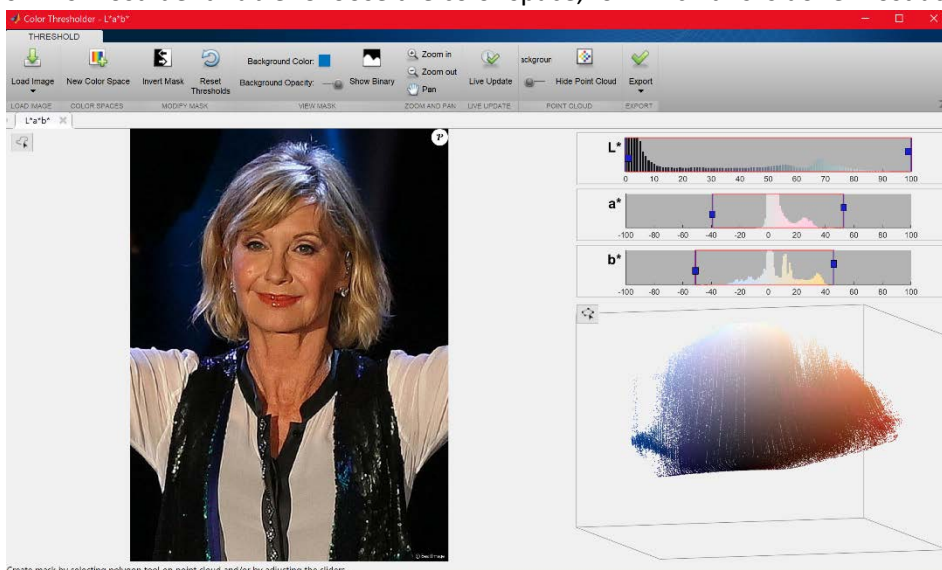 Color Thresholder - L*a*b*
THRESHOLD
Load Image
New Color Space
Invert Mask
Reset Thresholds
Background Color:
Background Opacity:
Show Binary
Zoom in
Zoom out
Pan
Live Update
ckgrour
Hide Point Cloud
Export
LOAD IMAGE
COLOR SPACES
MODIFY MASK
VIEW MASK
ZOOM AND PAN
LIVE UPDATE
POINT CLOUD
EXPORT
L*a*b*
L*
0 10 20 30 40 50 60 70 80 90 100
a*
-100 -80 -60 -40 -20 0 20 40 60 80 100
b*
-100 -80 -60 -40 -20 0 20 40 60 80 100
Create mask by selecting polygon tool on point cloud and/or by adjusting the sliders